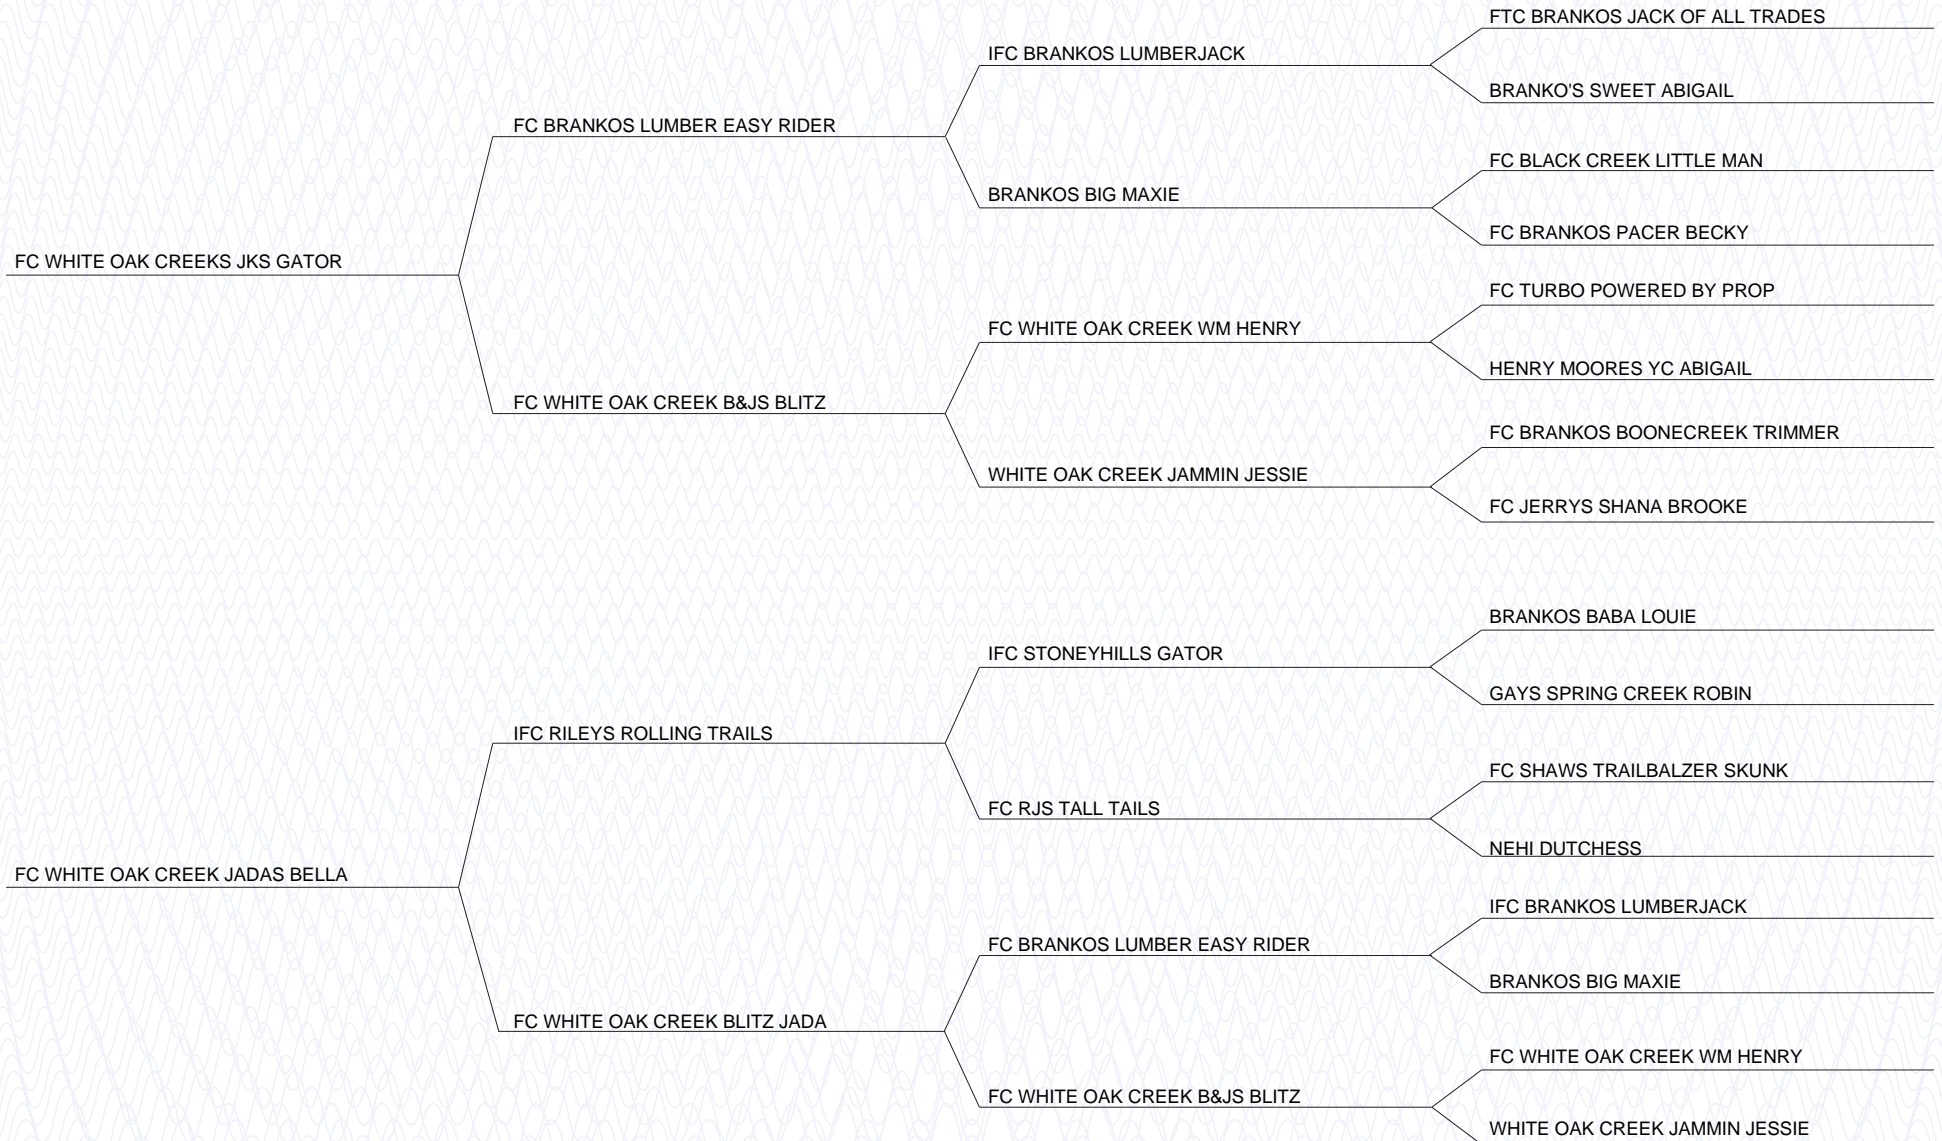 FTC BRANKOS JACK OF ALL TRADES
IFC BRANKOS LUMBERJACK
BRANKO'S SWEET ABIGAIL
FC BRANKOS LUMBER EASY RIDER
FC BLACK CREEK LITTLE MAN
BRANKOS BIG MAXIE
FC BRANKOS PACER BECKY
FC WHITE OAK CREEKS JKS GATOR
FC TURBO POWERED BY PROP
FC WHITE OAK CREEK WM HENRY
HENRY MOORES YC ABIGAIL
FC WHITE OAK CREEK B&JS BLITZ
FC BRANKOS BOONECREEK TRIMMER
WHITE OAK CREEK JAMMIN JESSIE
FC JERRYS SHANA BROOKE
BRANKOS BABA LOUIE
IFC STONEYHILLS GATOR
GAYS SPRING CREEK ROBIN
IFC RILEYS ROLLING TRAILS
FC SHAWS TRAILBALZER SKUNK
FC RJS TALL TAILS
NEHI DUTCHESS
FC WHITE OAK CREEK JADAS BELLA
IFC BRANKOS LUMBERJACK
FC BRANKOS LUMBER EASY RIDER
BRANKOS BIG MAXIE
FC WHITE OAK CREEK BLITZ JADA
FC WHITE OAK CREEK WM HENRY
FC WHITE OAK CREEK B&JS BLITZ
WHITE OAK CREEK JAMMIN JESSIE